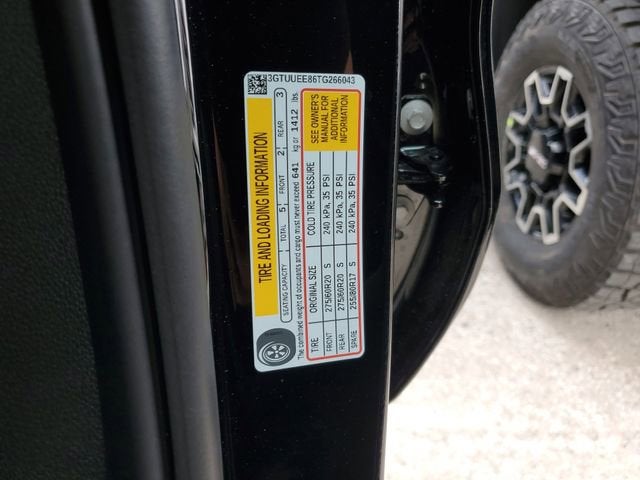 3GTUUEE86TG266043
TIRE AND LOADING INFORMATION
SEATING CAPACITY TOTAL 5 FRONT 2 REAR 3
The combined weight of occupants and cargo must never exceed 641 kg or 1412 lbs.
TIRE ORIGINAL SIZE COLD TIRE PRESSURE
FRONT 275/60R20 S 240 kPa, 35 PSI
REAR 275/60R20 S 240 kPa, 35 PSI
SPARE 255/80R17 S 240 kPa, 35 PSI
SEE OWNER'S
MANUAL FOR
ADDITIONAL
INFORMATION